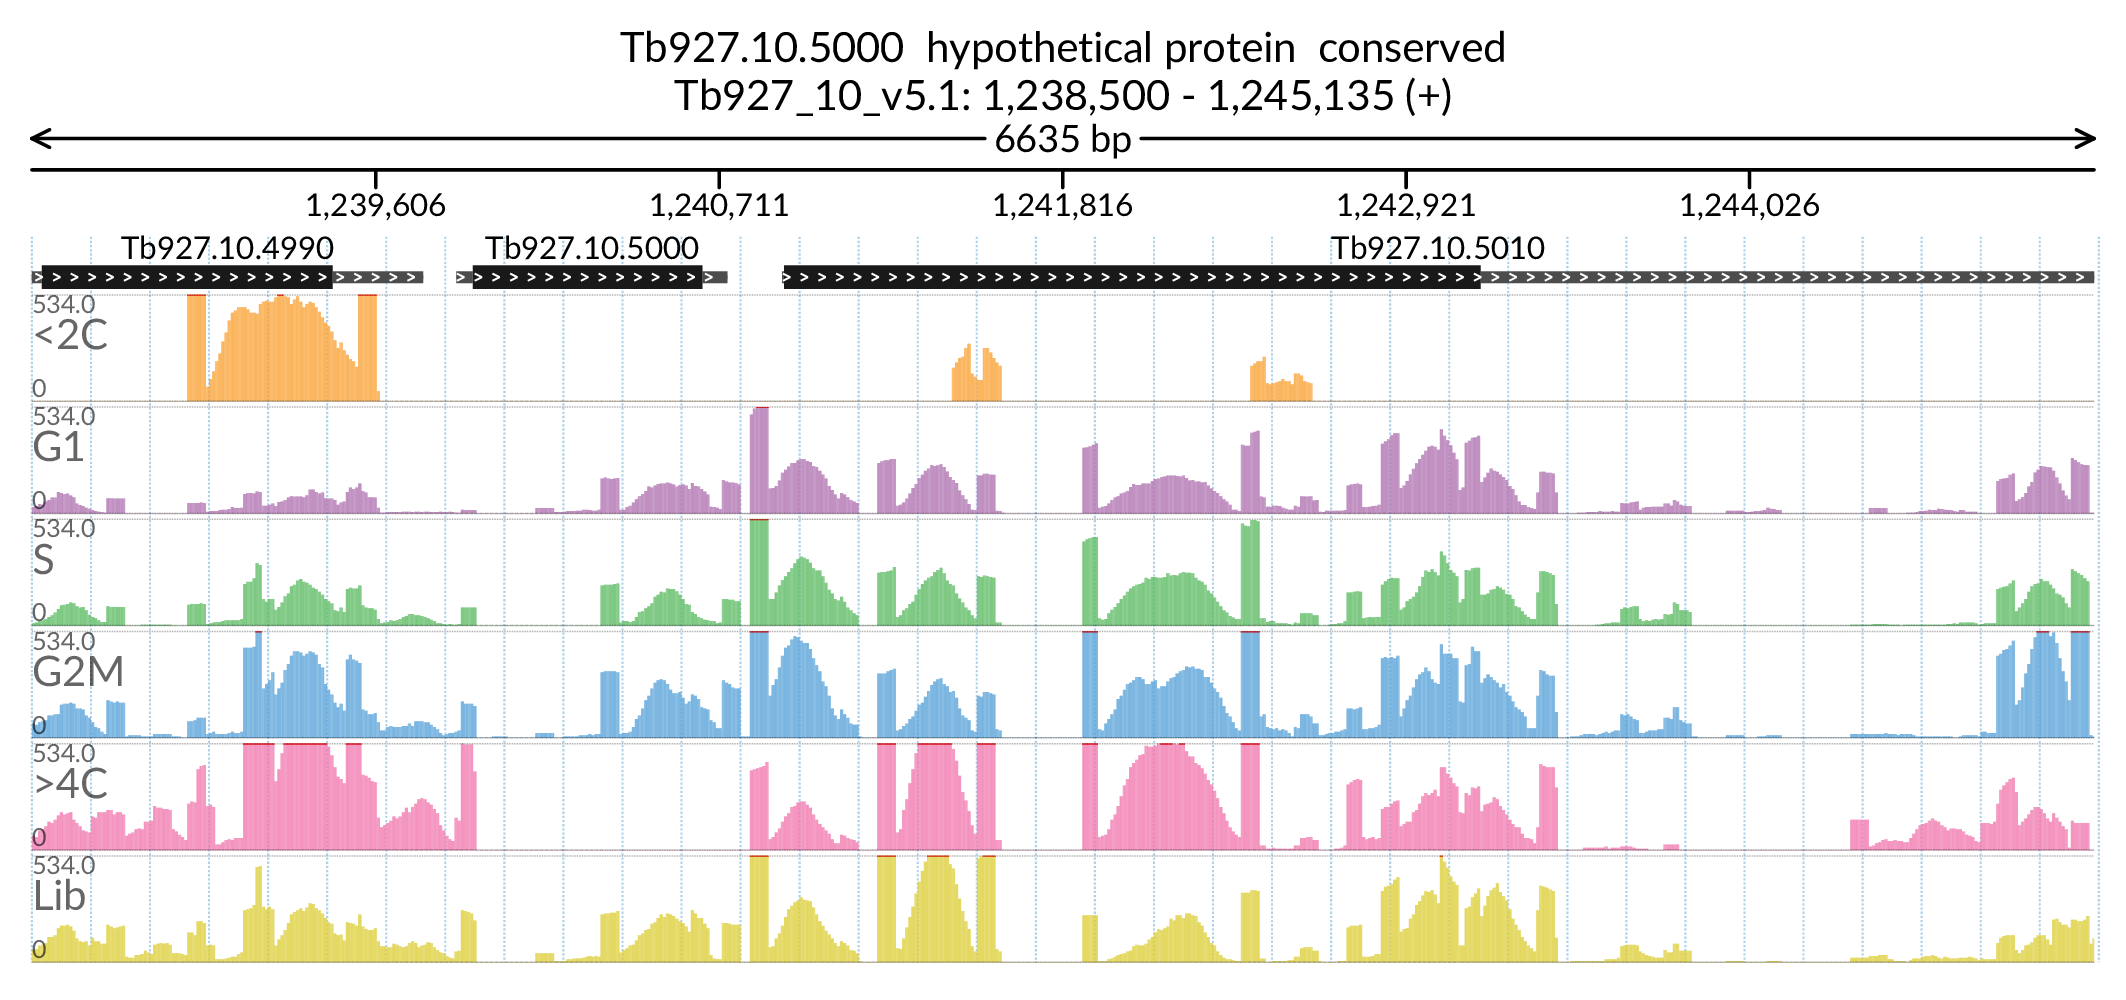 Tb927.10.5000  hypothetical protein  conserved
Tb927_10_v5.1: 1,238,500 - 1,245,135 (+)
6635 bp
1,239,606 1,240,711 1,241,816 1,242,921 1,244,026
Tb927.10.4990 Tb927.10.5000 Tb927.10.5010
534.0
<2C
0
534.0
G1
0
534.0
S
0
534.0
G2M
0
534.0
>4C
0
534.0
Lib
0